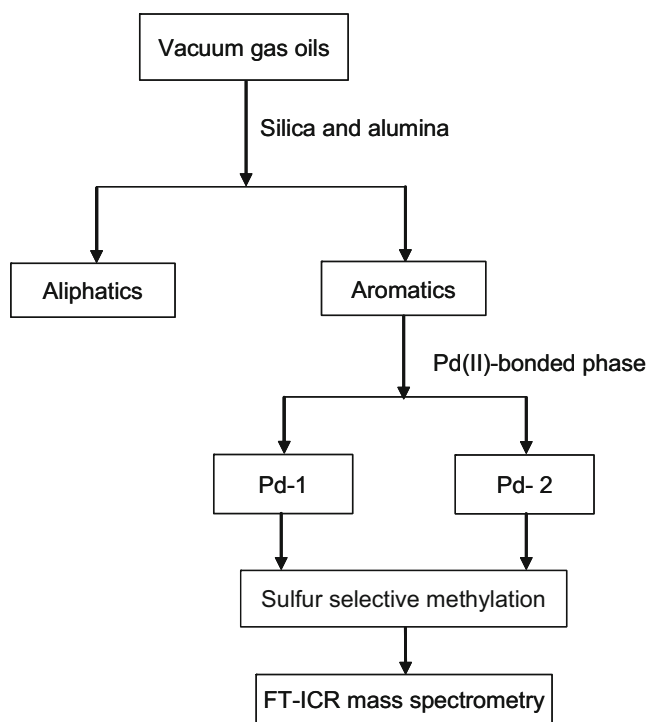 Vacuum gas oils
Silica and alumina
Aliphatics
Aromatics
Pd(II)-bonded phase
Pd-1
Pd- 2
Sulfur selective methylation
FT-ICR mass spectrometry